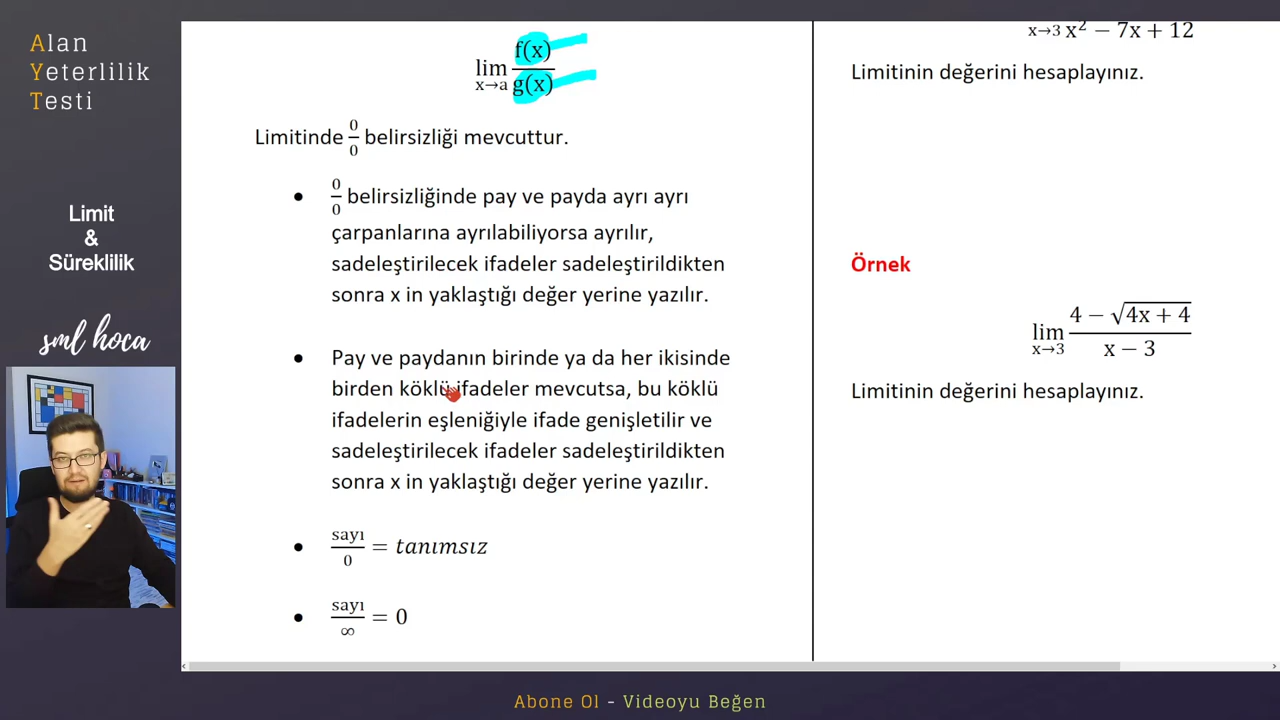 Alan
Yeterlilik
Testi
Limit
&
Süreklilik
sml hoca
lim x→a f(x)/g(x)
Limitinde 0/0 belirsizliği mevcuttur.
• 0/0 belirsizliğinde pay ve payda ayrı ayrı
çarpanlarına ayrılabiliyorsa ayrılır,
sadeleştirilecek ifadeler sadeleştirildikten
sonra x in yaklaştığı değer yerine yazılır.
• Pay ve paydanın birinde ya da her ikisinde
birden köklü ifadeler mevcutsa, bu köklü
ifadelerin eşleniğiyle ifade genişletilir ve
sadeleştirilecek ifadeler sadeleştirildikten
sonra x in yaklaştığı değer yerine yazılır.
• sayı/0 = tanımsız
• sayı/∞ = 0
x→3 x² − 7x + 12
Limitinin değerini hesaplayınız.
Örnek
lim x→3 (4 − √(4x + 4))/(x − 3)
Limitinin değerini hesaplayınız.
Abone Ol - Videoyu Beğen